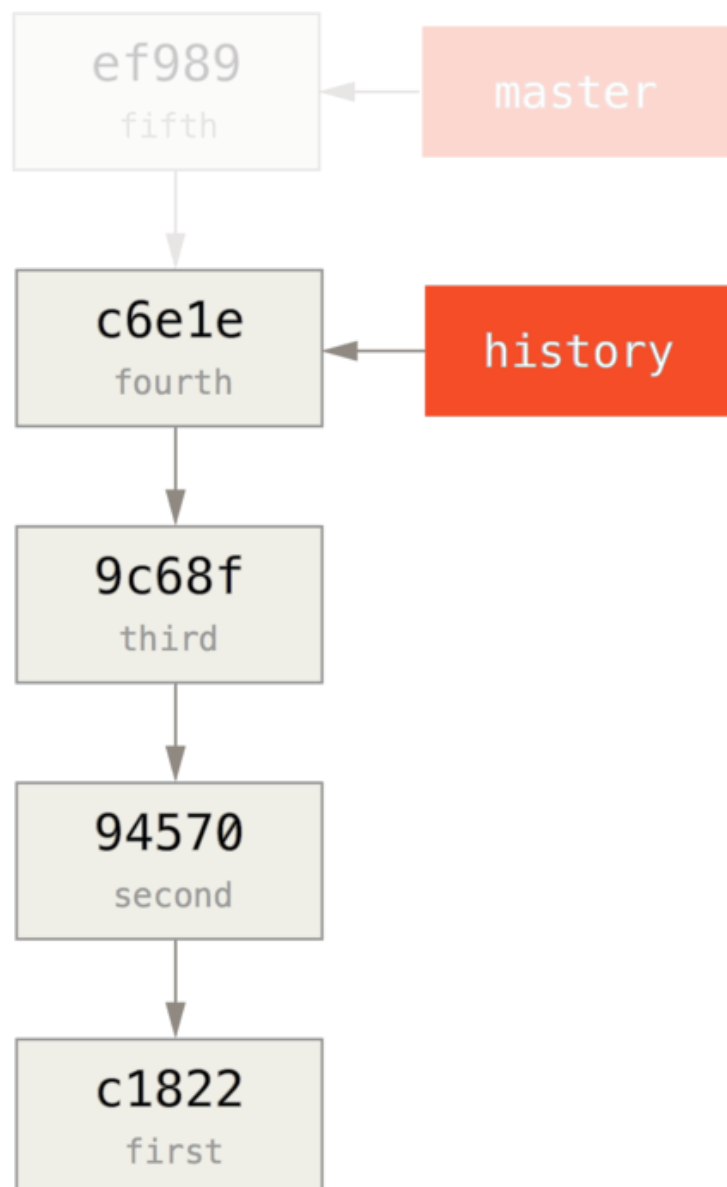 ef989
fifth
master
c6e1e
fourth
history
9c68f
third
94570
second
c1822
first